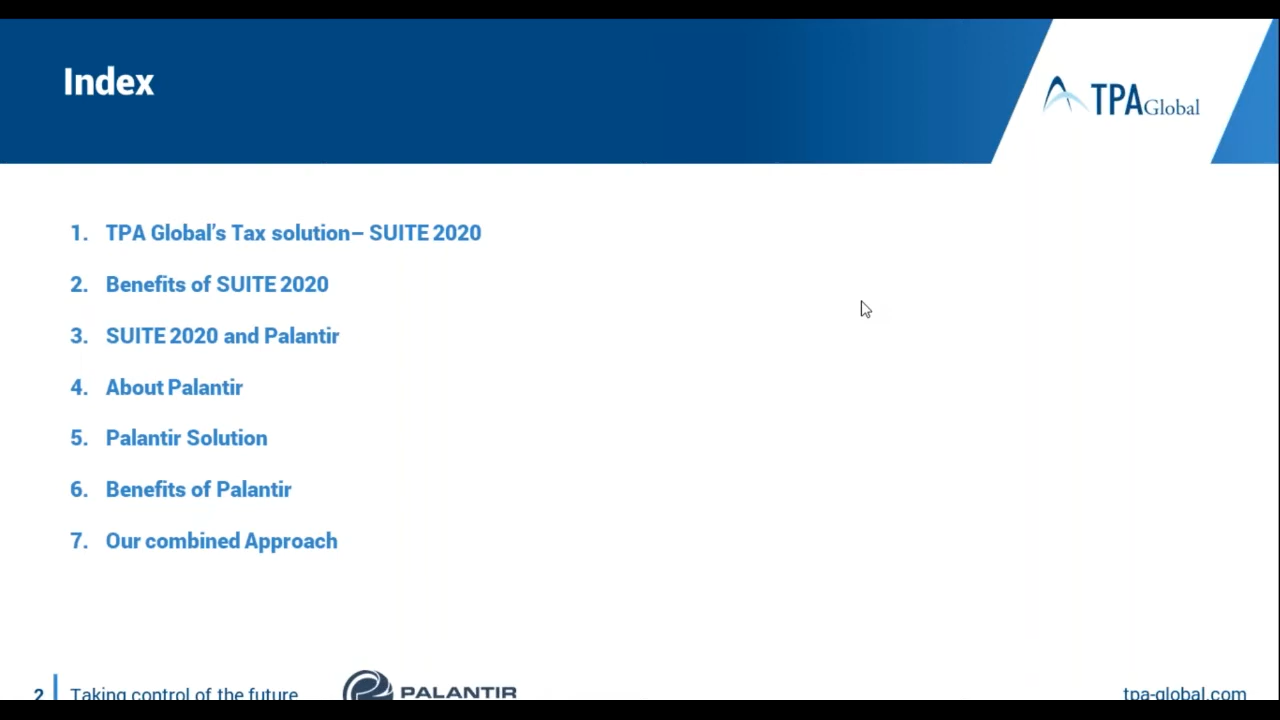 Index
TPA Global
1. TPA Global’s Tax solution– SUITE 2020
2. Benefits of SUITE 2020
3. SUITE 2020 and Palantir
4. About Palantir
5. Palantir Solution
6. Benefits of Palantir
7. Our combined Approach
2 Taking control of the future PALANTIR tpa-global.com